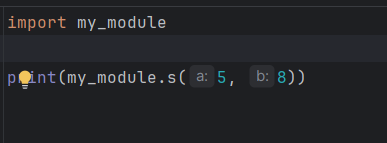 import my_module
print(my_module.s(a: 5, b: 8))